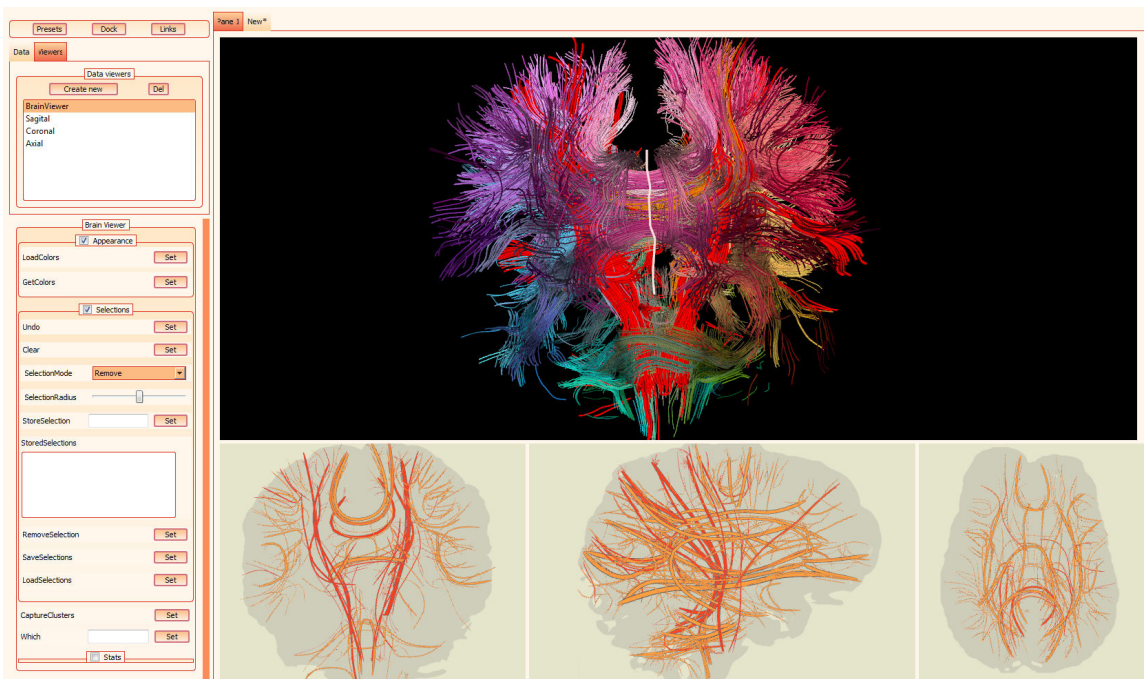 Presets Dock Links
Data Viewers
Data viewers
Create new Del
BrainViewer
Sagital
Coronal
Axial
Brain Viewer
Appearance
LoadColors Set
GetColors Set
Selections
Undo Set
Clear Set
SelectionMode Remove
SelectionRadius
StoreSelection Set
StoredSelections
RemoveSelection Set
SaveSelections Set
LoadSelections Set
CaptureClusters Set
Which Set
Stats
Pane 1 New*